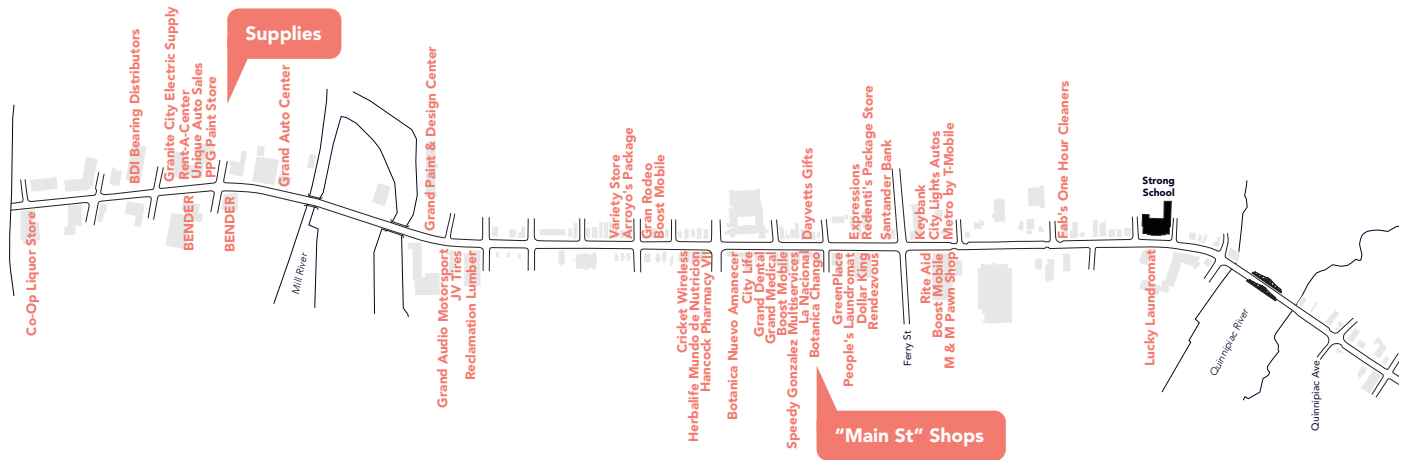 Supplies
Co-Op Liquor Store
BDI Bearing Distributors
Granite City Electric Supply
Rent-A-Center
Unique Auto Sales
PPG Paint Store
BENDER
BENDER
Grand Auto Center
Mill River
Grand Paint & Design Center
Grand Audio Motorsport
JV Tires
Reclamation Lumber
Variety Store
Arroyo's Package
Gran Rodeo
Boost Mobile
Cricket Wireless
Herbalife Mundo de Nutricion
Hancock Pharmacy VII
Botanica Nuevo Amanecer
City Life
Grand Dental
Grand Medical
Boost Mobile
Speedy Gonzalez Multiservices
La Nacional
Botanica Chango
Dayvetts Gifts
GreenPlace
People's Laundromat
Dollar King
Rendezvous
Expressions
Redenti's Package Store
Santander Bank
Ferry St
Keybank
City Lights Autos
Metro by T-Mobile
Rite Aid
Boost Mobile
M & M Pawn Shop
Fab's One Hour Cleaners
Strong
School
Lucky Laundromat
Quinnipiac River
Quinnipiac Ave
“Main St” Shops